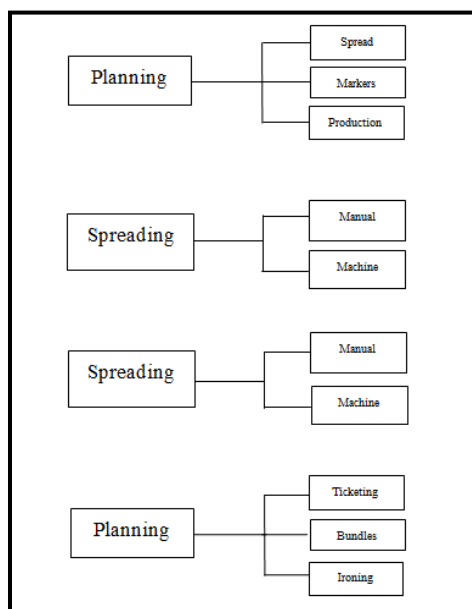 Planning
Spread
Markers
Production
Spreading
Manual
Machine
Spreading
Manual
Machine
Planning
Ticketing
Bundles
Ironing